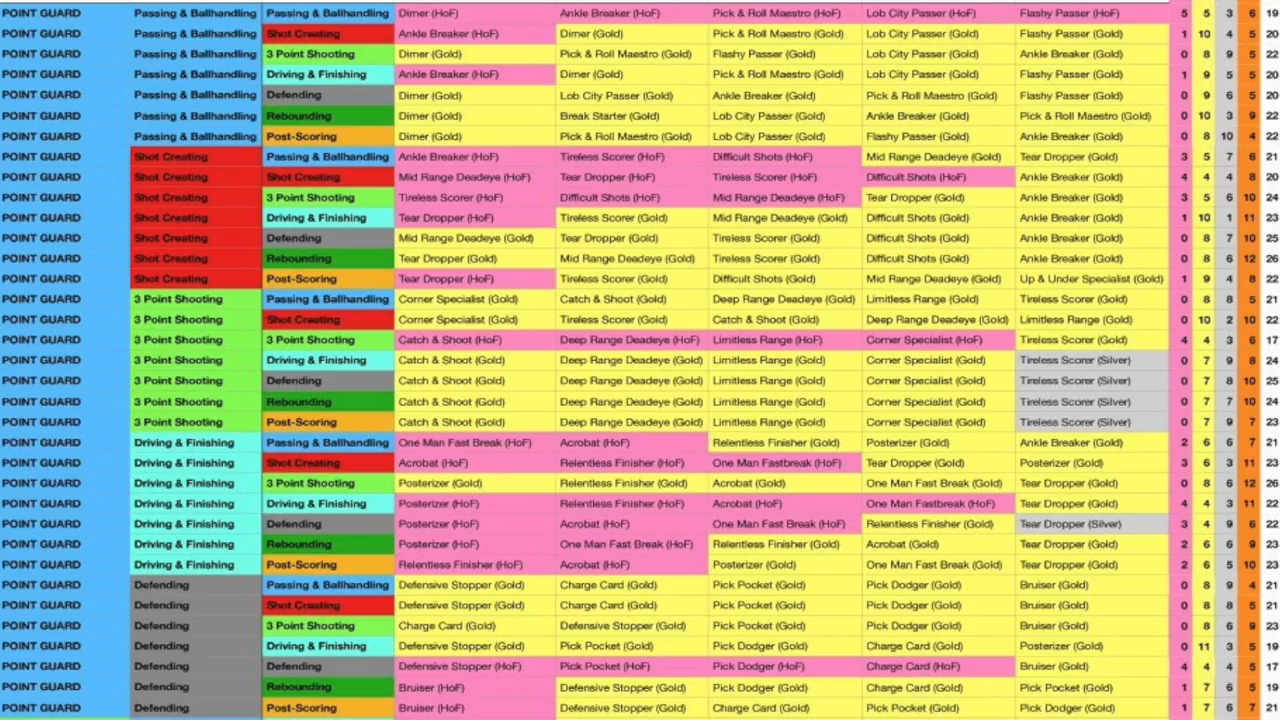 POINT GUARD Passing & Ballhandling Passing & Ballhandling Dimer (HoF) Ankle Breaker (HoF) Pick & Roll Maestro (HoF) Lob City Passer (HoF) Flashy Passer (HoF) 5 5 3 6 19
POINT GUARD Passing & Ballhandling Shot Creating Ankle Breaker (HoF) Dimer (Gold) Pick & Roll Maestro (Gold) Lob City Passer (Gold) Flashy Passer (Gold) 1 10 4 5 20
POINT GUARD Passing & Ballhandling 3 Point Shooting Dimer (Gold) Pick & Roll Maestro (Gold) Flashy Passer (Gold) Lob City Passer (Gold) Ankle Breaker (Gold) 0 8 9 5 22
POINT GUARD Passing & Ballhandling Driving & Finishing Ankle Breaker (HoF) Dimer (Gold) Pick & Roll Maestro (Gold) Lob City Passer (Gold) Flashy Passer (Gold) 1 9 5 5 20
POINT GUARD Passing & Ballhandling Defending Dimer (Gold) Lob City Passer (Gold) Ankle Breaker (Gold) Pick & Roll Maestro (Gold) Flashy Passer (Gold) 0 9 6 5 20
POINT GUARD Passing & Ballhandling Rebounding Dimer (Gold) Break Starter (Gold) Lob City Passer (Gold) Ankle Breaker (Gold) Pick & Roll Maestro (Gold) 0 10 3 9 22
POINT GUARD Passing & Ballhandling Post-Scoring Dimer (Gold) Pick & Roll Maestro (Gold) Lob City Passer (Gold) Flashy Passer (Gold) Ankle Breaker (Gold) 0 8 10 4 22
POINT GUARD Shot Creating Passing & Ballhandling Ankle Breaker (HoF) Tireless Scorer (HoF) Difficult Shots (HoF) Mid Range Deadeye (Gold) Tear Dropper (Gold) 3 5 7 6 21
POINT GUARD Shot Creating Shot Creating Mid Range Deadeye (HoF) Tear Dropper (HoF) Tireless Scorer (HoF) Difficult Shots (HoF) Ankle Breaker (Gold) 4 4 4 8 20
POINT GUARD Shot Creating 3 Point Shooting Tireless Scorer (HoF) Difficult Shots (HoF) Mid Range Deadeye (HoF) Tear Dropper (Gold) Ankle Breaker (Gold) 3 5 6 10 24
POINT GUARD Shot Creating Driving & Finishing Tear Dropper (HoF) Tireless Scorer (Gold) Mid Range Deadeye (Gold) Difficult Shots (Gold) Ankle Breaker (Gold) 1 10 1 11 23
POINT GUARD Shot Creating Defending Mid Range Deadeye (Gold) Tear Dropper (Gold) Tireless Scorer (Gold) Difficult Shots (Gold) Ankle Breaker (Gold) 0 8 7 10 25
POINT GUARD Shot Creating Rebounding Tear Dropper (Gold) Mid Range Deadeye (Gold) Tireless Scorer (Gold) Difficult Shots (Gold) Ankle Breaker (Gold) 0 8 6 12 26
POINT GUARD Shot Creating Post-Scoring Tear Dropper (HoF) Tireless Scorer (Gold) Difficult Shots (Gold) Mid Range Deadeye (Gold) Up & Under Specialist (Gold) 1 9 4 8 22
POINT GUARD 3 Point Shooting Passing & Ballhandling Corner Specialist (Gold) Catch & Shoot (Gold) Deep Range Deadeye (Gold) Limitless Range (Gold) Tireless Scorer (Gold) 0 8 8 5 21
POINT GUARD 3 Point Shooting Shot Creating Corner Specialist (Gold) Tireless Scorer (Gold) Catch & Shoot (Gold) Deep Range Deadeye (Gold) Limitless Range (Gold) 0 10 2 10 22
POINT GUARD 3 Point Shooting 3 Point Shooting Catch & Shoot (HoF) Deep Range Deadeye (HoF) Limitless Range (HoF) Corner Specialist (HoF) Tireless Scorer (Gold) 4 4 3 6 17
POINT GUARD 3 Point Shooting Driving & Finishing Catch & Shoot (Gold) Deep Range Deadeye (Gold) Limitless Range (Gold) Corner Specialist (Gold) Tireless Scorer (Silver) 0 7 9 8 24
POINT GUARD 3 Point Shooting Defending Catch & Shoot (Gold) Deep Range Deadeye (Gold) Limitless Range (Gold) Corner Specialist (Gold) Tireless Scorer (Silver) 0 7 8 10 25
POINT GUARD 3 Point Shooting Rebounding Catch & Shoot (Gold) Deep Range Deadeye (Gold) Limitless Range (Gold) Corner Specialist (Gold) Tireless Scorer (Silver) 0 7 7 10 24
POINT GUARD 3 Point Shooting Post-Scoring Catch & Shoot (Gold) Deep Range Deadeye (Gold) Limitless Range (Gold) Corner Specialist (Gold) Tireless Scorer (Silver) 0 7 9 7 23
POINT GUARD Driving & Finishing Passing & Ballhandling One Man Fast Break (HoF) Acrobat (HoF) Relentless Finisher (Gold) Posterizer (Gold) Ankle Breaker (Gold) 2 6 6 7 21
POINT GUARD Driving & Finishing Shot Creating Acrobat (HoF) Relentless Finisher (HoF) One Man Fastbreak (HoF) Tear Dropper (Gold) Posterizer (Gold) 3 6 3 11 23
POINT GUARD Driving & Finishing 3 Point Shooting Posterizer (Gold) Relentless Finisher (Gold) Acrobat (Gold) One Man Fast Break (Gold) Tear Dropper (Gold) 0 8 6 12 26
POINT GUARD Driving & Finishing Driving & Finishing Posterizer (HoF) Relentless Finisher (HoF) Acrobat (HoF) One Man Fastbreak (HoF) Tear Dropper (Gold) 4 4 3 11 22
POINT GUARD Driving & Finishing Defending Posterizer (HoF) Acrobat (HoF) One Man Fast Break (HoF) Relentless Finisher (Gold) Tear Dropper (Silver) 3 4 9 6 22
POINT GUARD Driving & Finishing Rebounding Posterizer (HoF) One Man Fast Break (HoF) Relentless Finisher (Gold) Acrobat (Gold) Tear Dropper (Gold) 2 6 6 9 23
POINT GUARD Driving & Finishing Post-Scoring Relentless Finisher (HoF) Acrobat (HoF) Posterizer (Gold) One Man Fast Break (Gold) Tear Dropper (Gold) 2 6 5 10 23
POINT GUARD Defending Passing & Ballhandling Defensive Stopper (Gold) Charge Card (Gold) Pick Pocket (Gold) Pick Dodger (Gold) Bruiser (Gold) 0 8 9 4 21
POINT GUARD Defending Shot Creating Defensive Stopper (Gold) Charge Card (Gold) Pick Pocket (Gold) Pick Dodger (Gold) Bruiser (Gold) 0 8 8 5 21
POINT GUARD Defending 3 Point Shooting Charge Card (Gold) Defensive Stopper (Gold) Pick Pocket (Gold) Pick Dodger (Gold) Bruiser (Gold) 0 8 6 9 23
POINT GUARD Defending Driving & Finishing Defensive Stopper (Gold) Pick Pocket (Gold) Pick Dodger (Gold) Charge Card (Gold) Posterizer (Gold) 0 11 3 5 19
POINT GUARD Defending Defending Defensive Stopper (HoF) Pick Pocket (HoF) Pick Dodger (HoF) Charge Card (HoF) Bruiser (Gold) 4 4 4 5 17
POINT GUARD Defending Rebounding Bruiser (HoF) Defensive Stopper (Gold) Pick Dodger (Gold) Charge Card (Gold) Pick Pocket (Gold) 1 7 6 5 19
POINT GUARD Defending Post-Scoring Bruiser (HoF) Defensive Stopper (Gold) Charge Card (Gold) Pick Pocket (Gold) Pick Dodger (Gold) 1 7 6 7 21